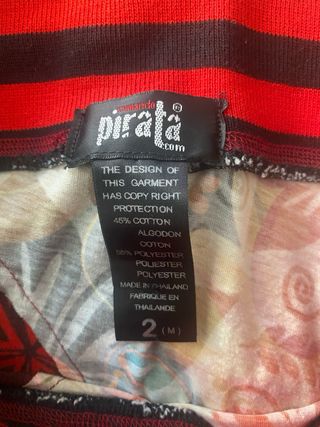 comando
pirata®
.com
THE DESIGN OF
THIS GARMENT
HAS COPY RIGHT
PROTECTION
45% COTTON
ALGODON
COTON
55% POLYESTER
POLIESTER
POLYESTER
MADE IN THAILAND
FABRIQUE EN
THAILANDE
2 (M)